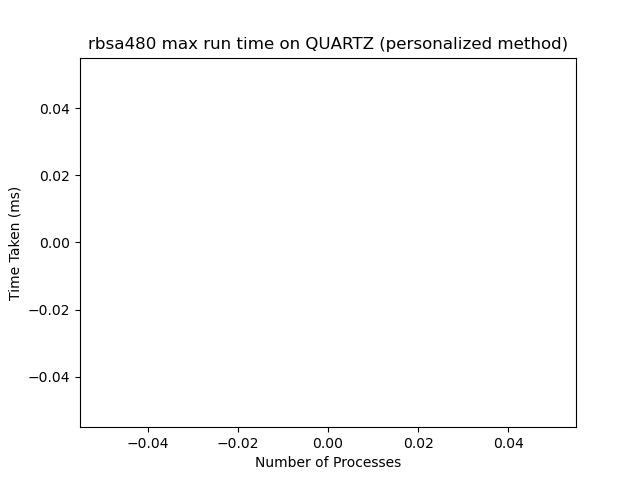 rbsa480 max run time on QUARTZ (personalized method)
0.04
0.02
0.00
−0.02
−0.04
Time Taken (ms)
−0.04 −0.02 0.00 0.02 0.04
Number of Processes